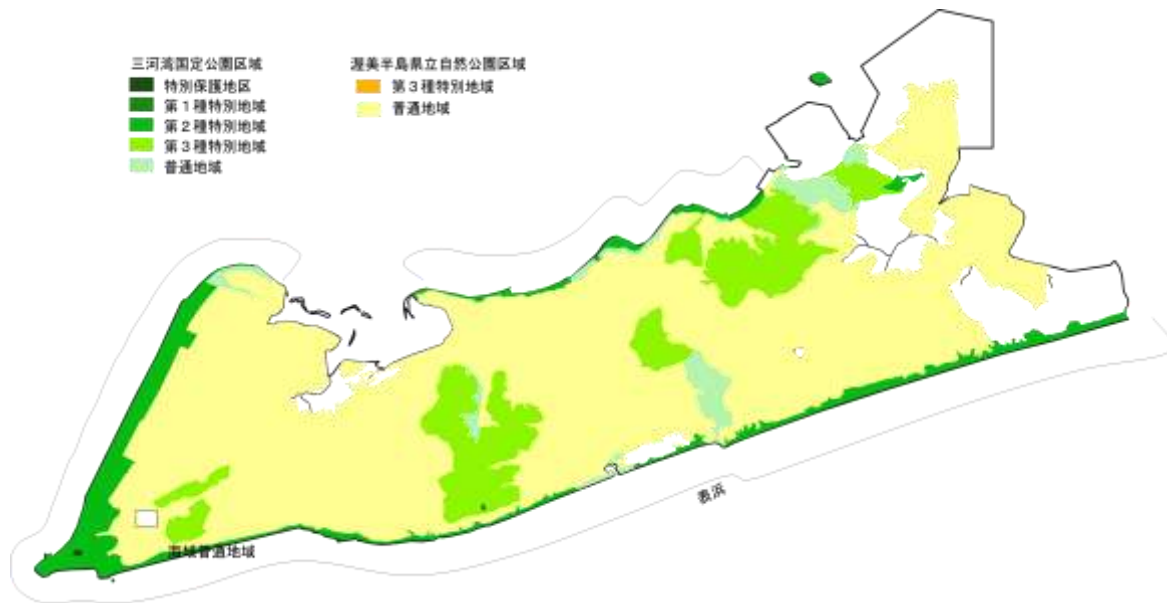 三河湾国定公園区域
特別保護地区
第1種特別地域
第2種特別地域
第3種特別地域
普通地域
渥美半島県立自然公園区域
第3種特別地域
普通地域
表浜
海域普通地域